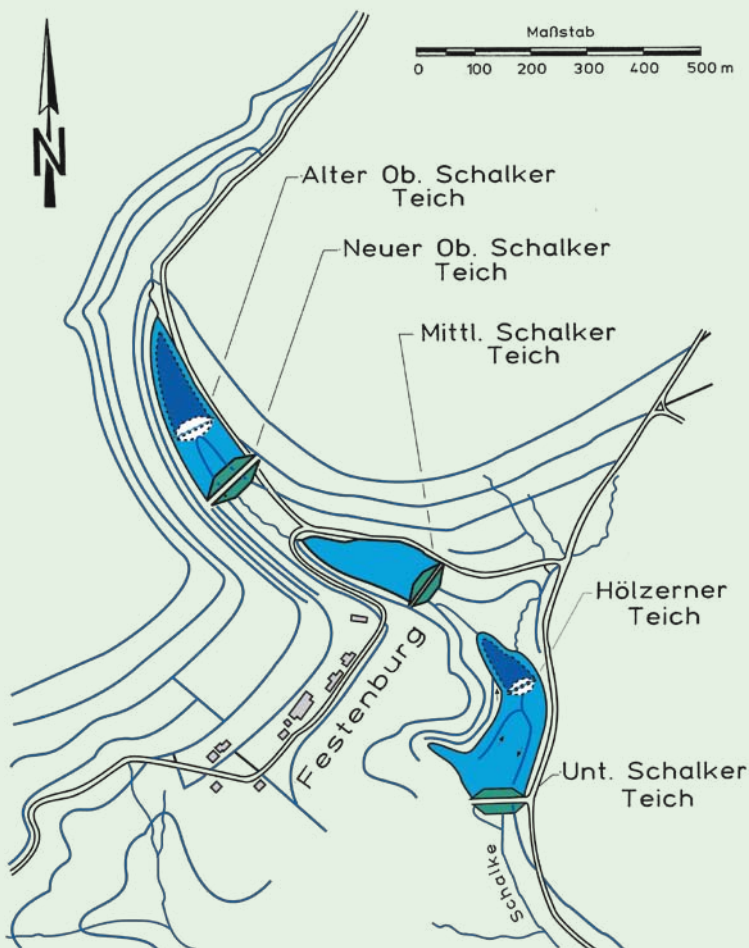 Maßstab
0 100 200 300 400 500 m
N
Alter Ob. Schalker
Teich
Neuer Ob. Schalker
Teich
Mittl. Schalker
Teich
Hölzerner
Teich
Festenburg
Unt. Schalker
Teich
Schalke